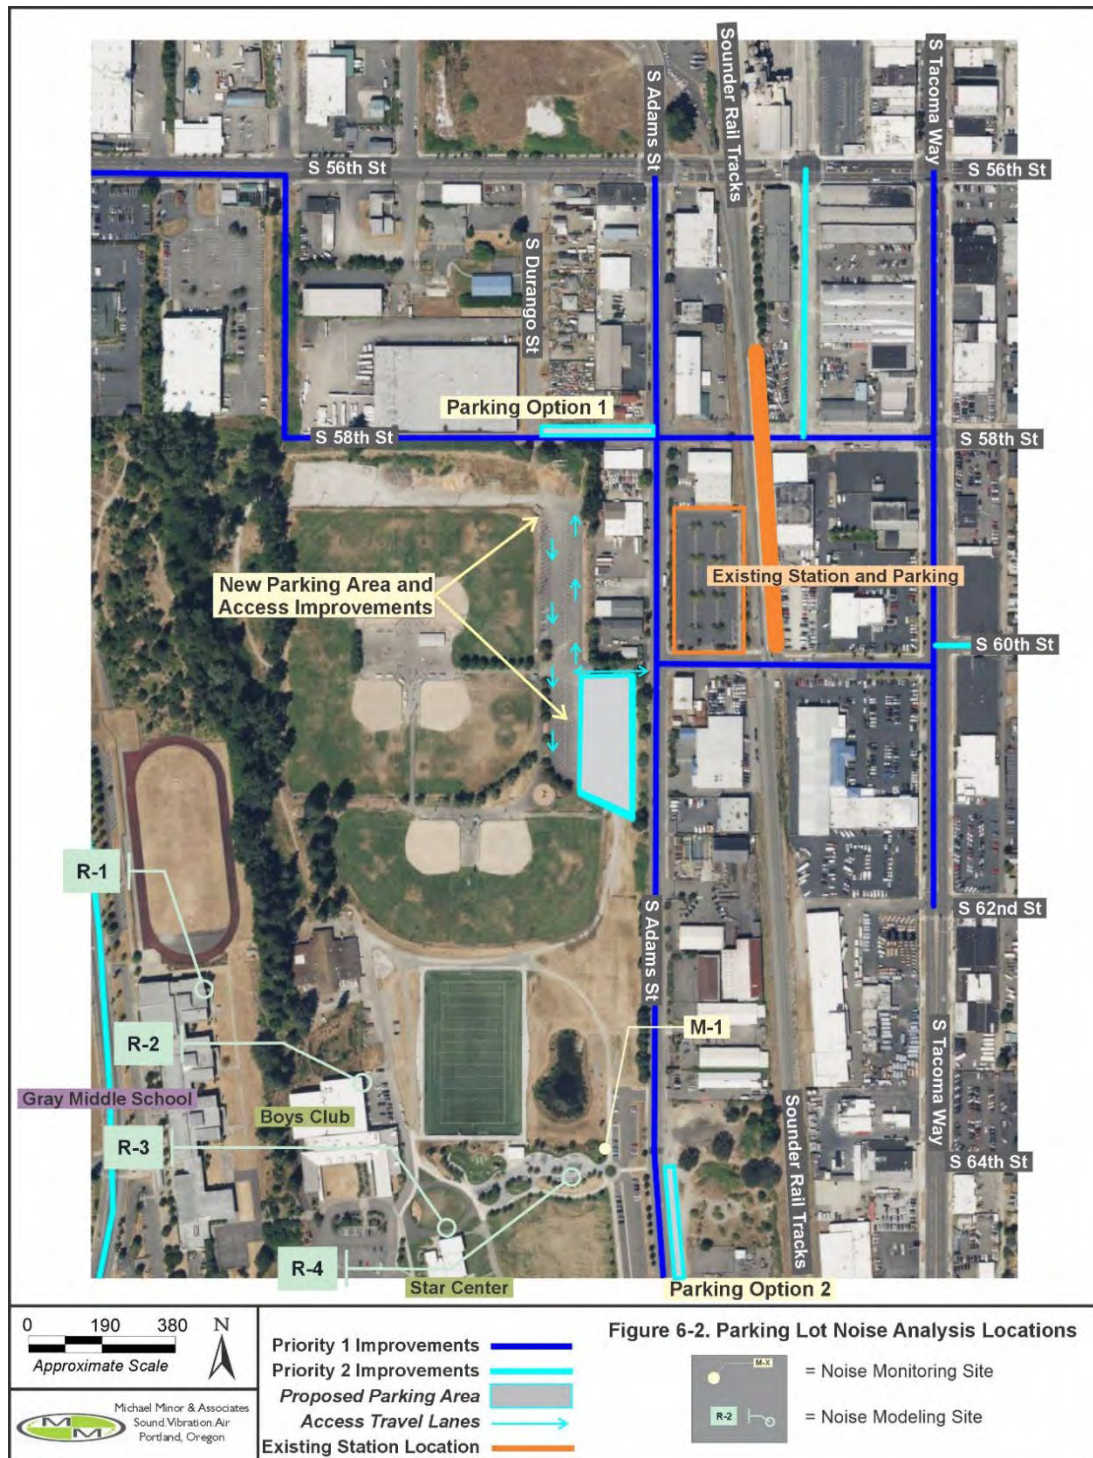 S Adams St
Sounder Rail Tracks
S Tacoma Way
S 56th St
S 56th St
S Durango St
Parking Option 1
S 58th St
S 58th St
New Parking Area and
Access Improvements
Existing Station and Parking
S 60th St
R-1
S 62nd St
S Adams St
R-2
M-1
S Tacoma Way
Gray Middle School
Boys Club
R-3
Sounder Rail Tracks
S 64th St
R-4
Star Center
Parking Option 2
0 190 380
N
Approximate Scale
M
M
Michael Minor & Associates
Sound.Vibration.Air
Portland, Oregon
Priority 1 Improvements
Priority 2 Improvements
Proposed Parking Area
Access Travel Lanes
Existing Station Location
Figure 6-2. Parking Lot Noise Analysis Locations
M-X
= Noise Monitoring Site
R-2
= Noise Modeling Site